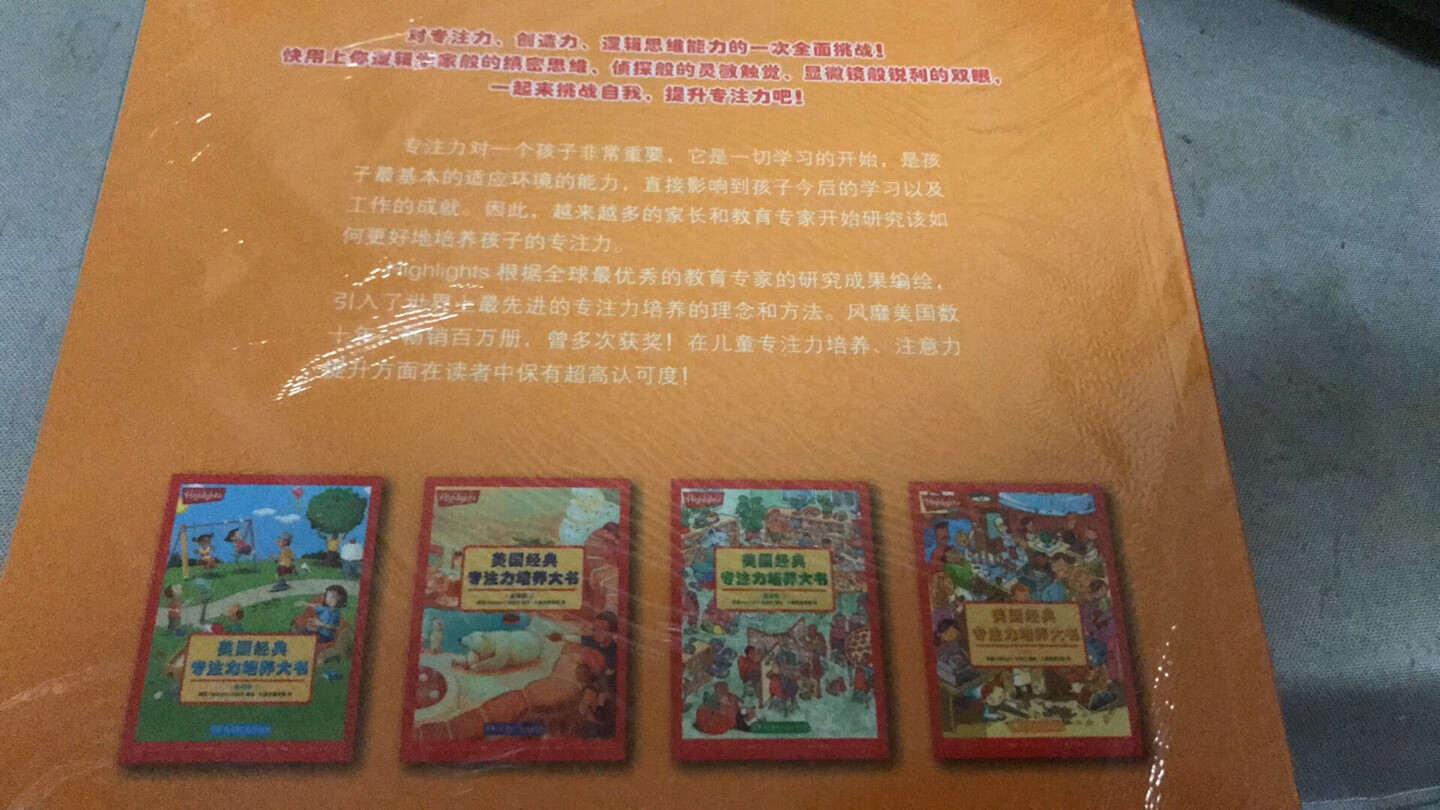 对专注力、创造力、逻辑思维能力的一次全面挑战!
快用上你逻辑学家般的缜密思维、侦探般的灵敏触觉、显微镜般锐利的双眼,
一起来挑战自我,提升专注力吧!
专注力对一个孩子非常重要,它是一切学习的开始,是孩
子最基本的适应环境的能力,直接影响到孩子今后的学习以及
工作的成就。因此,越来越多的家长和教育专家开始研究该如
何更好地培养孩子的专注力。
Highlights 根据全球最优秀的教育专家的研究成果编绘,
引入了世界上最先进的专注力培养的理念和方法。风靡美国数
十年,畅销百万册,曾多次获奖!在儿童专注力培养、注意力
提升方面在读者中保有超高认可度!
Highlights
美国经典
专注力培养大书
Highlights
美国经典
专注力培养大书
Highlights
美国经典
专注力培养大书
Highlights
美国经典
专注力培养大书